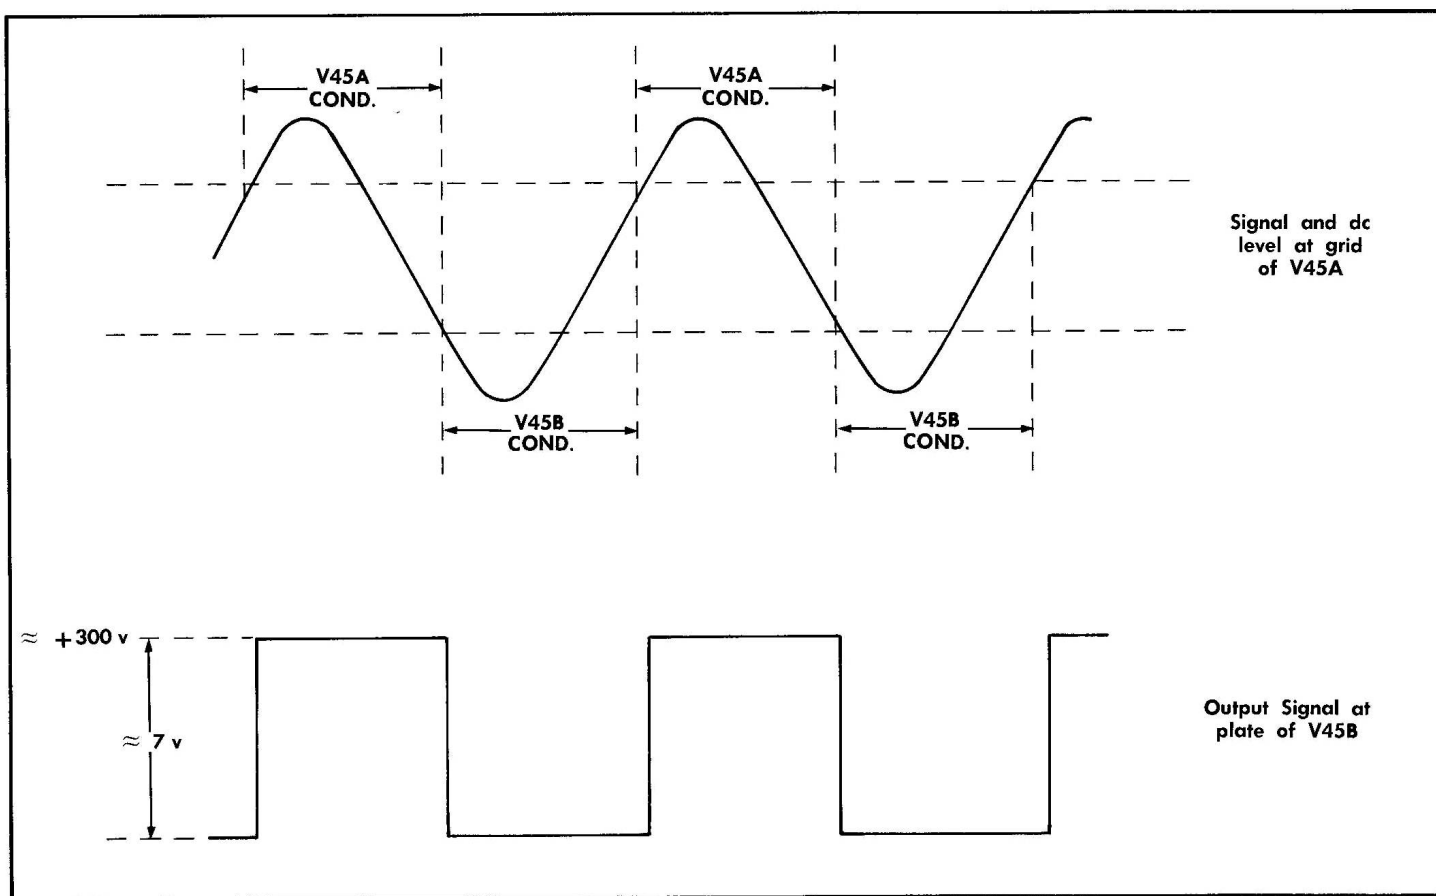 V45A
COND.
V45A
COND.
Signal and dc
level at grid
of V45A
V45B
COND.
V45B
COND.
≈ +300 v
≈ 7 v
Output Signal at
plate of V45B